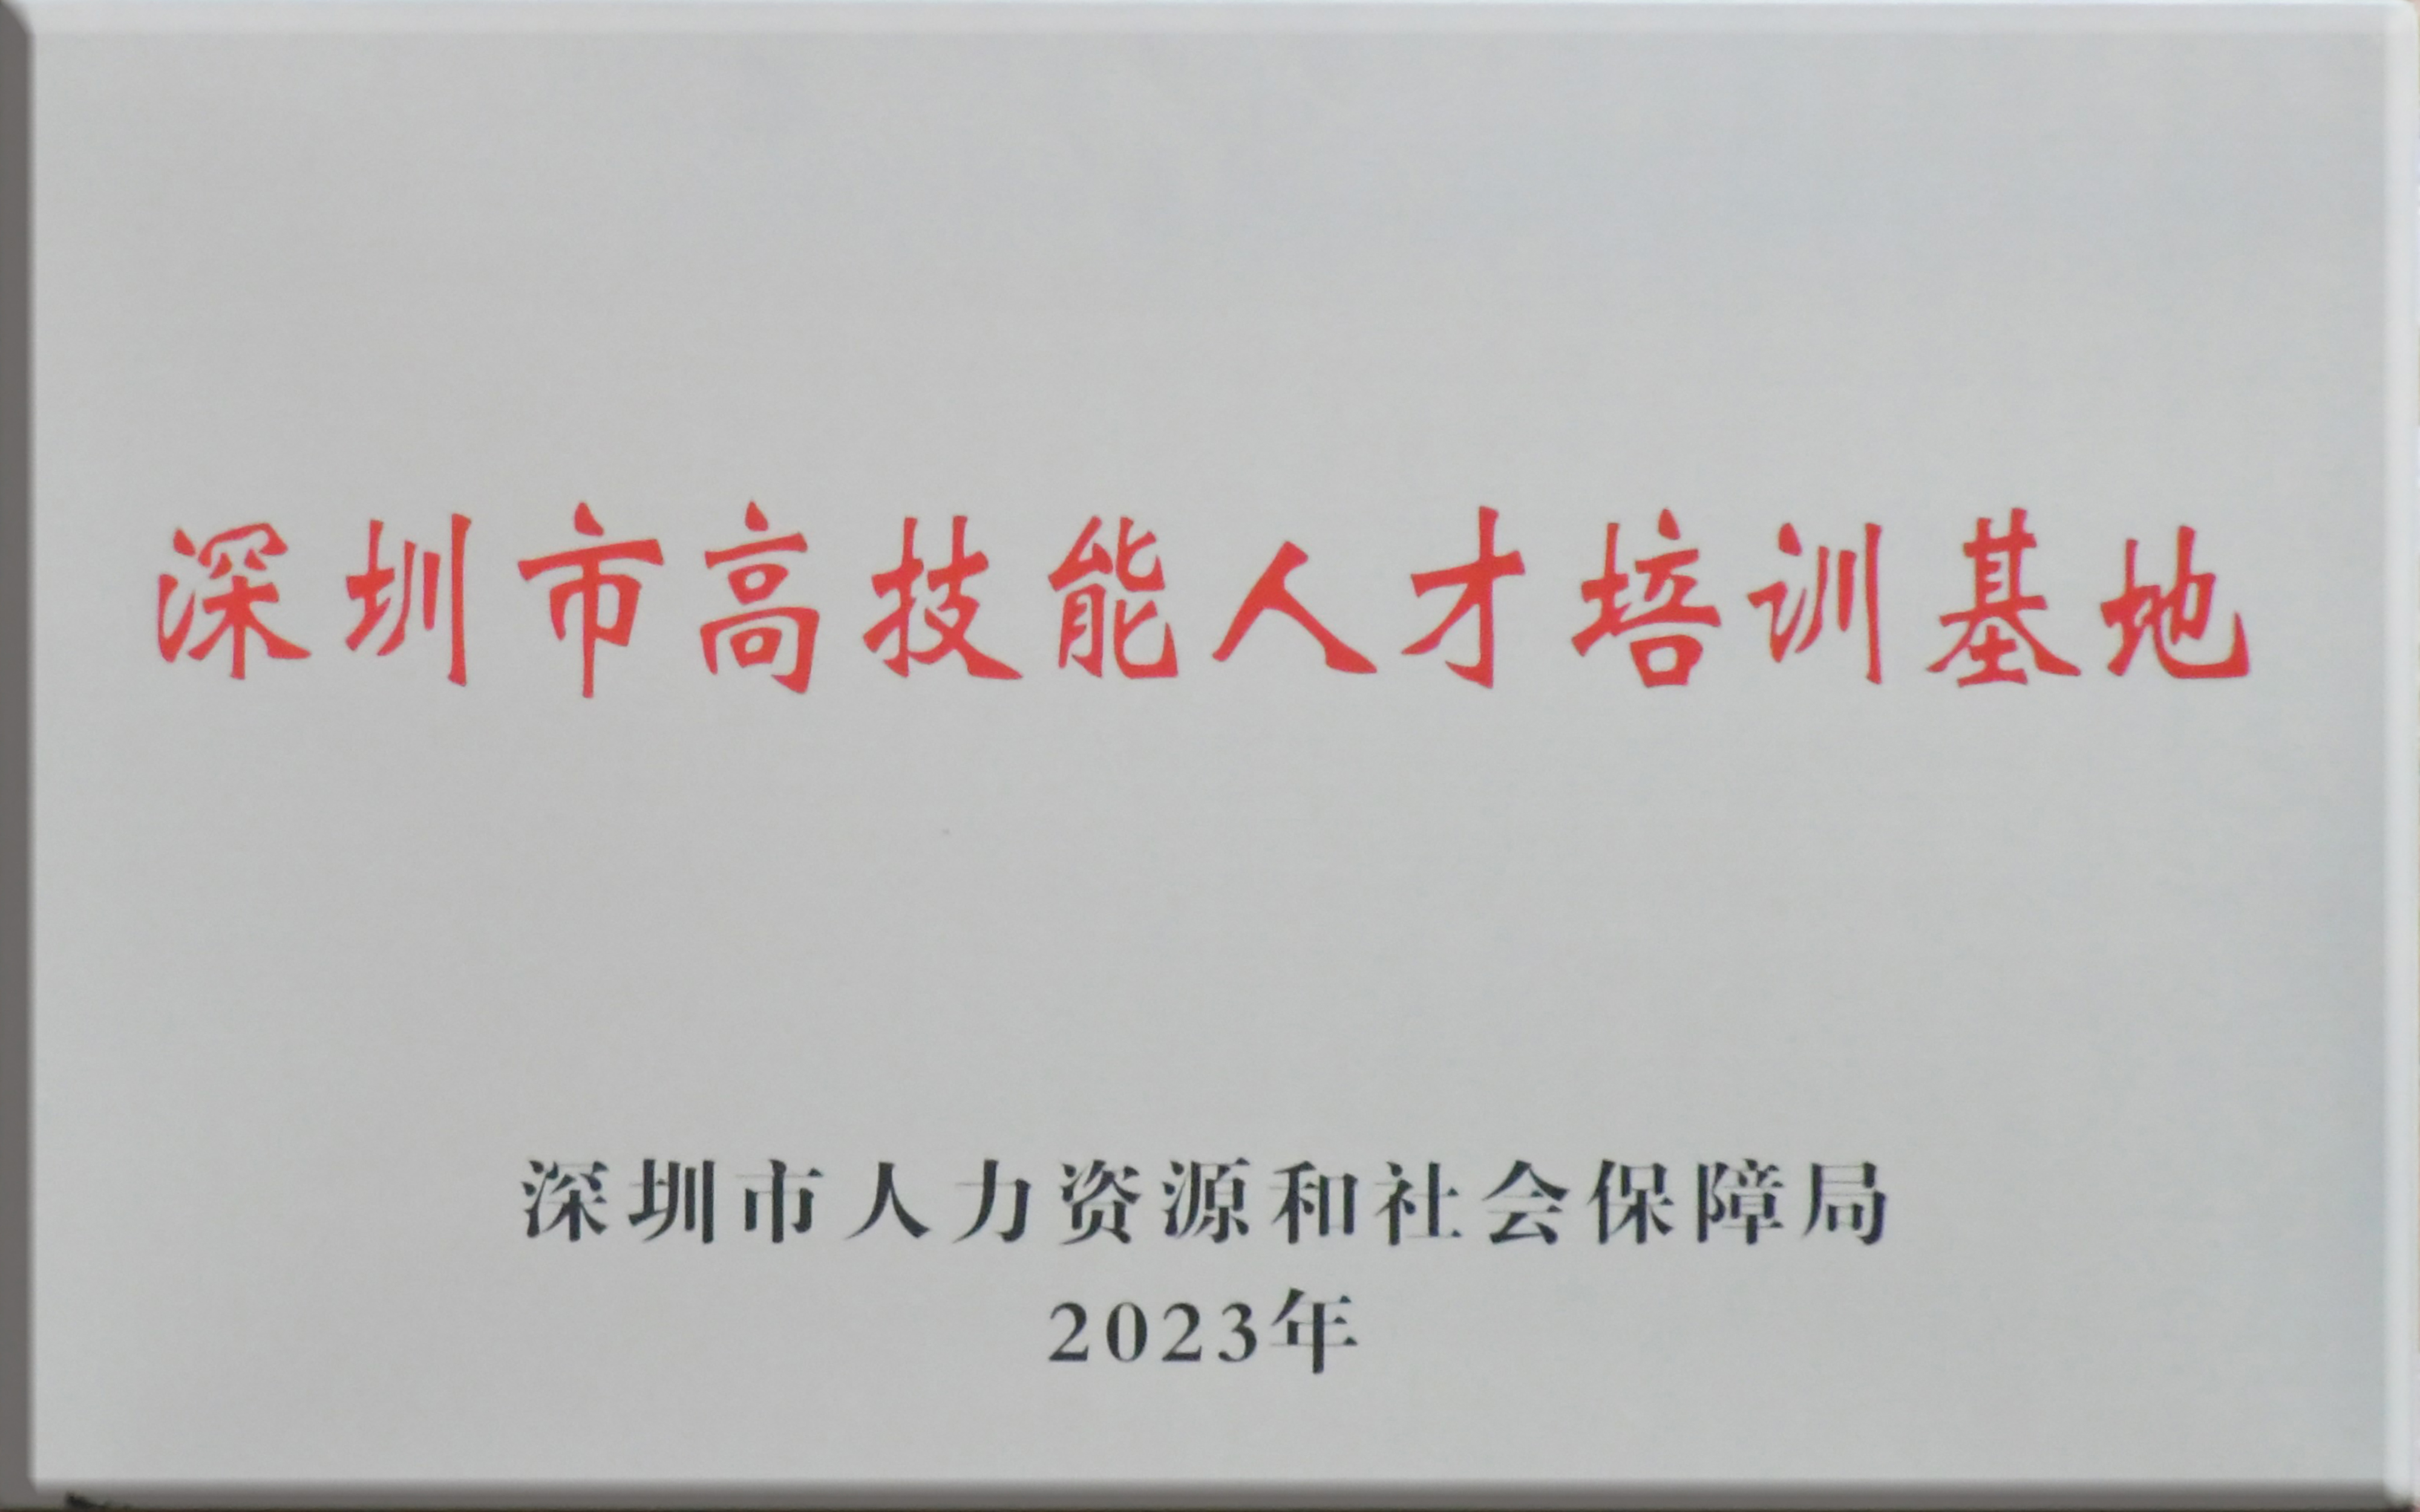 深圳市高技能人才培训基地
深圳市人力资源和社会保障局
2023年